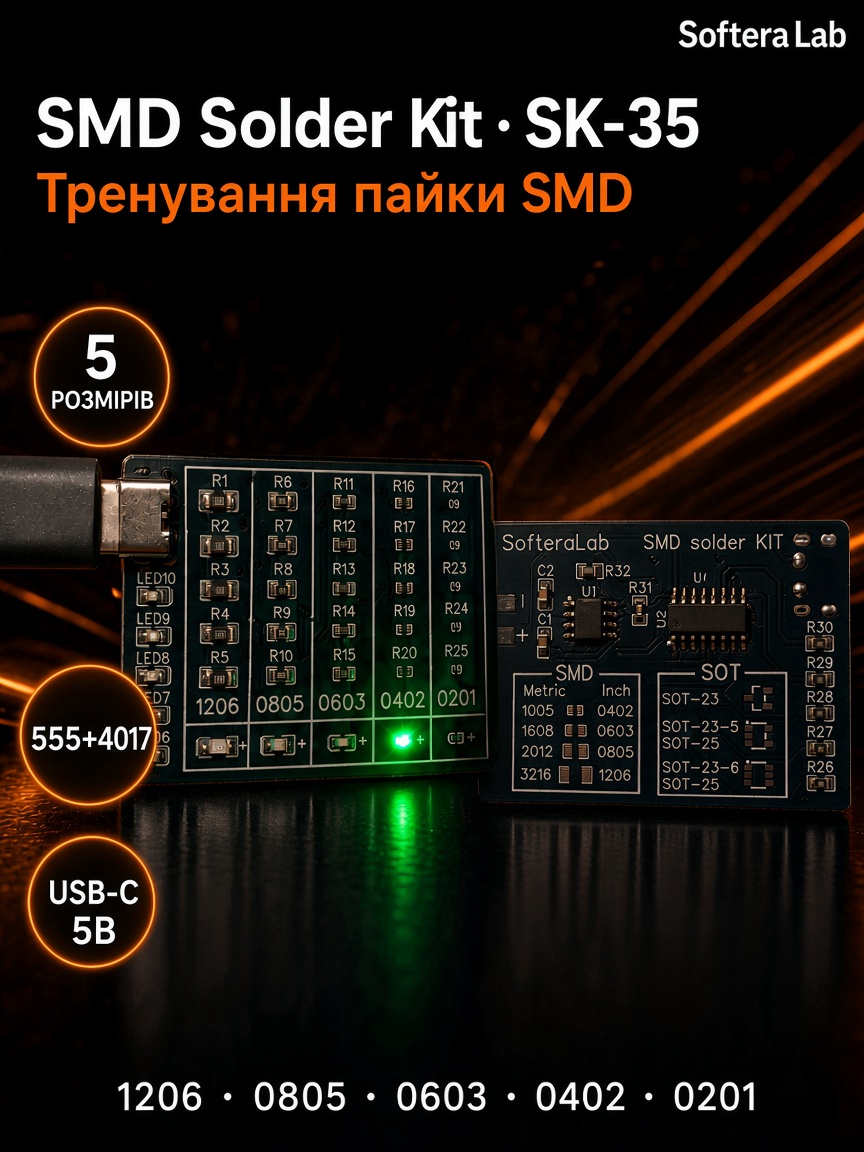 Softera Lab
SMD Solder Kit · SK-35
Тренування пайки SMD
5
РОЗМІРІВ
555+4017
USB-C
5В
R1 R6 R11 R16 R21
R2 R7 R12 R17 R22
R3 R8 R13 R18 R23
R4 R9 R14 R19 R24
R5 R10 R15 R20 R25
1206 0805 0603 0402 0201
LED10
LED9
LED8
SofteraLab SMD solder KIT
C2 R32
U1 R31
C1 U2
R30
R29
R28
R27
R26
SMD
Metric Inch
1005 0402
1608 0603
2012 0805
3216 1206
SOT
SOT-23
SOT-23-5
SOT-25
SOT-23-6
SOT-25
1206 · 0805 · 0603 · 0402 · 0201